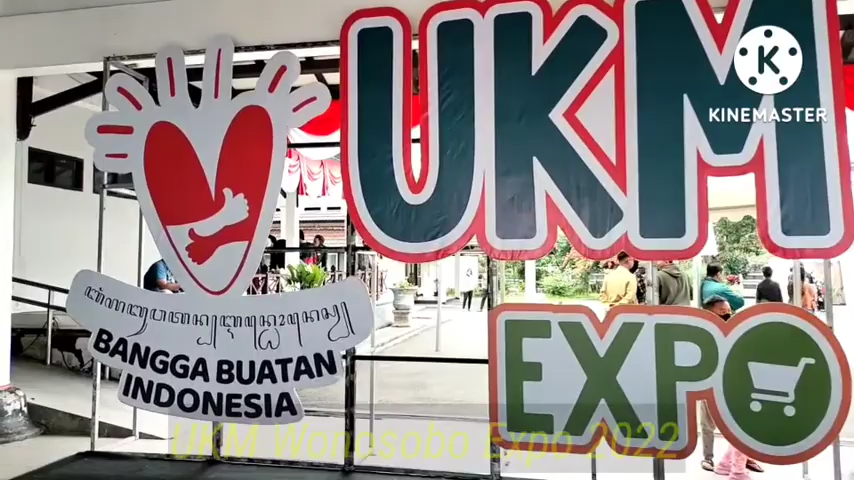 UKM
KINEMASTER
EXPO
BANGGA BUATAN
INDONESIA
UKM Wonosobo Expo 2022